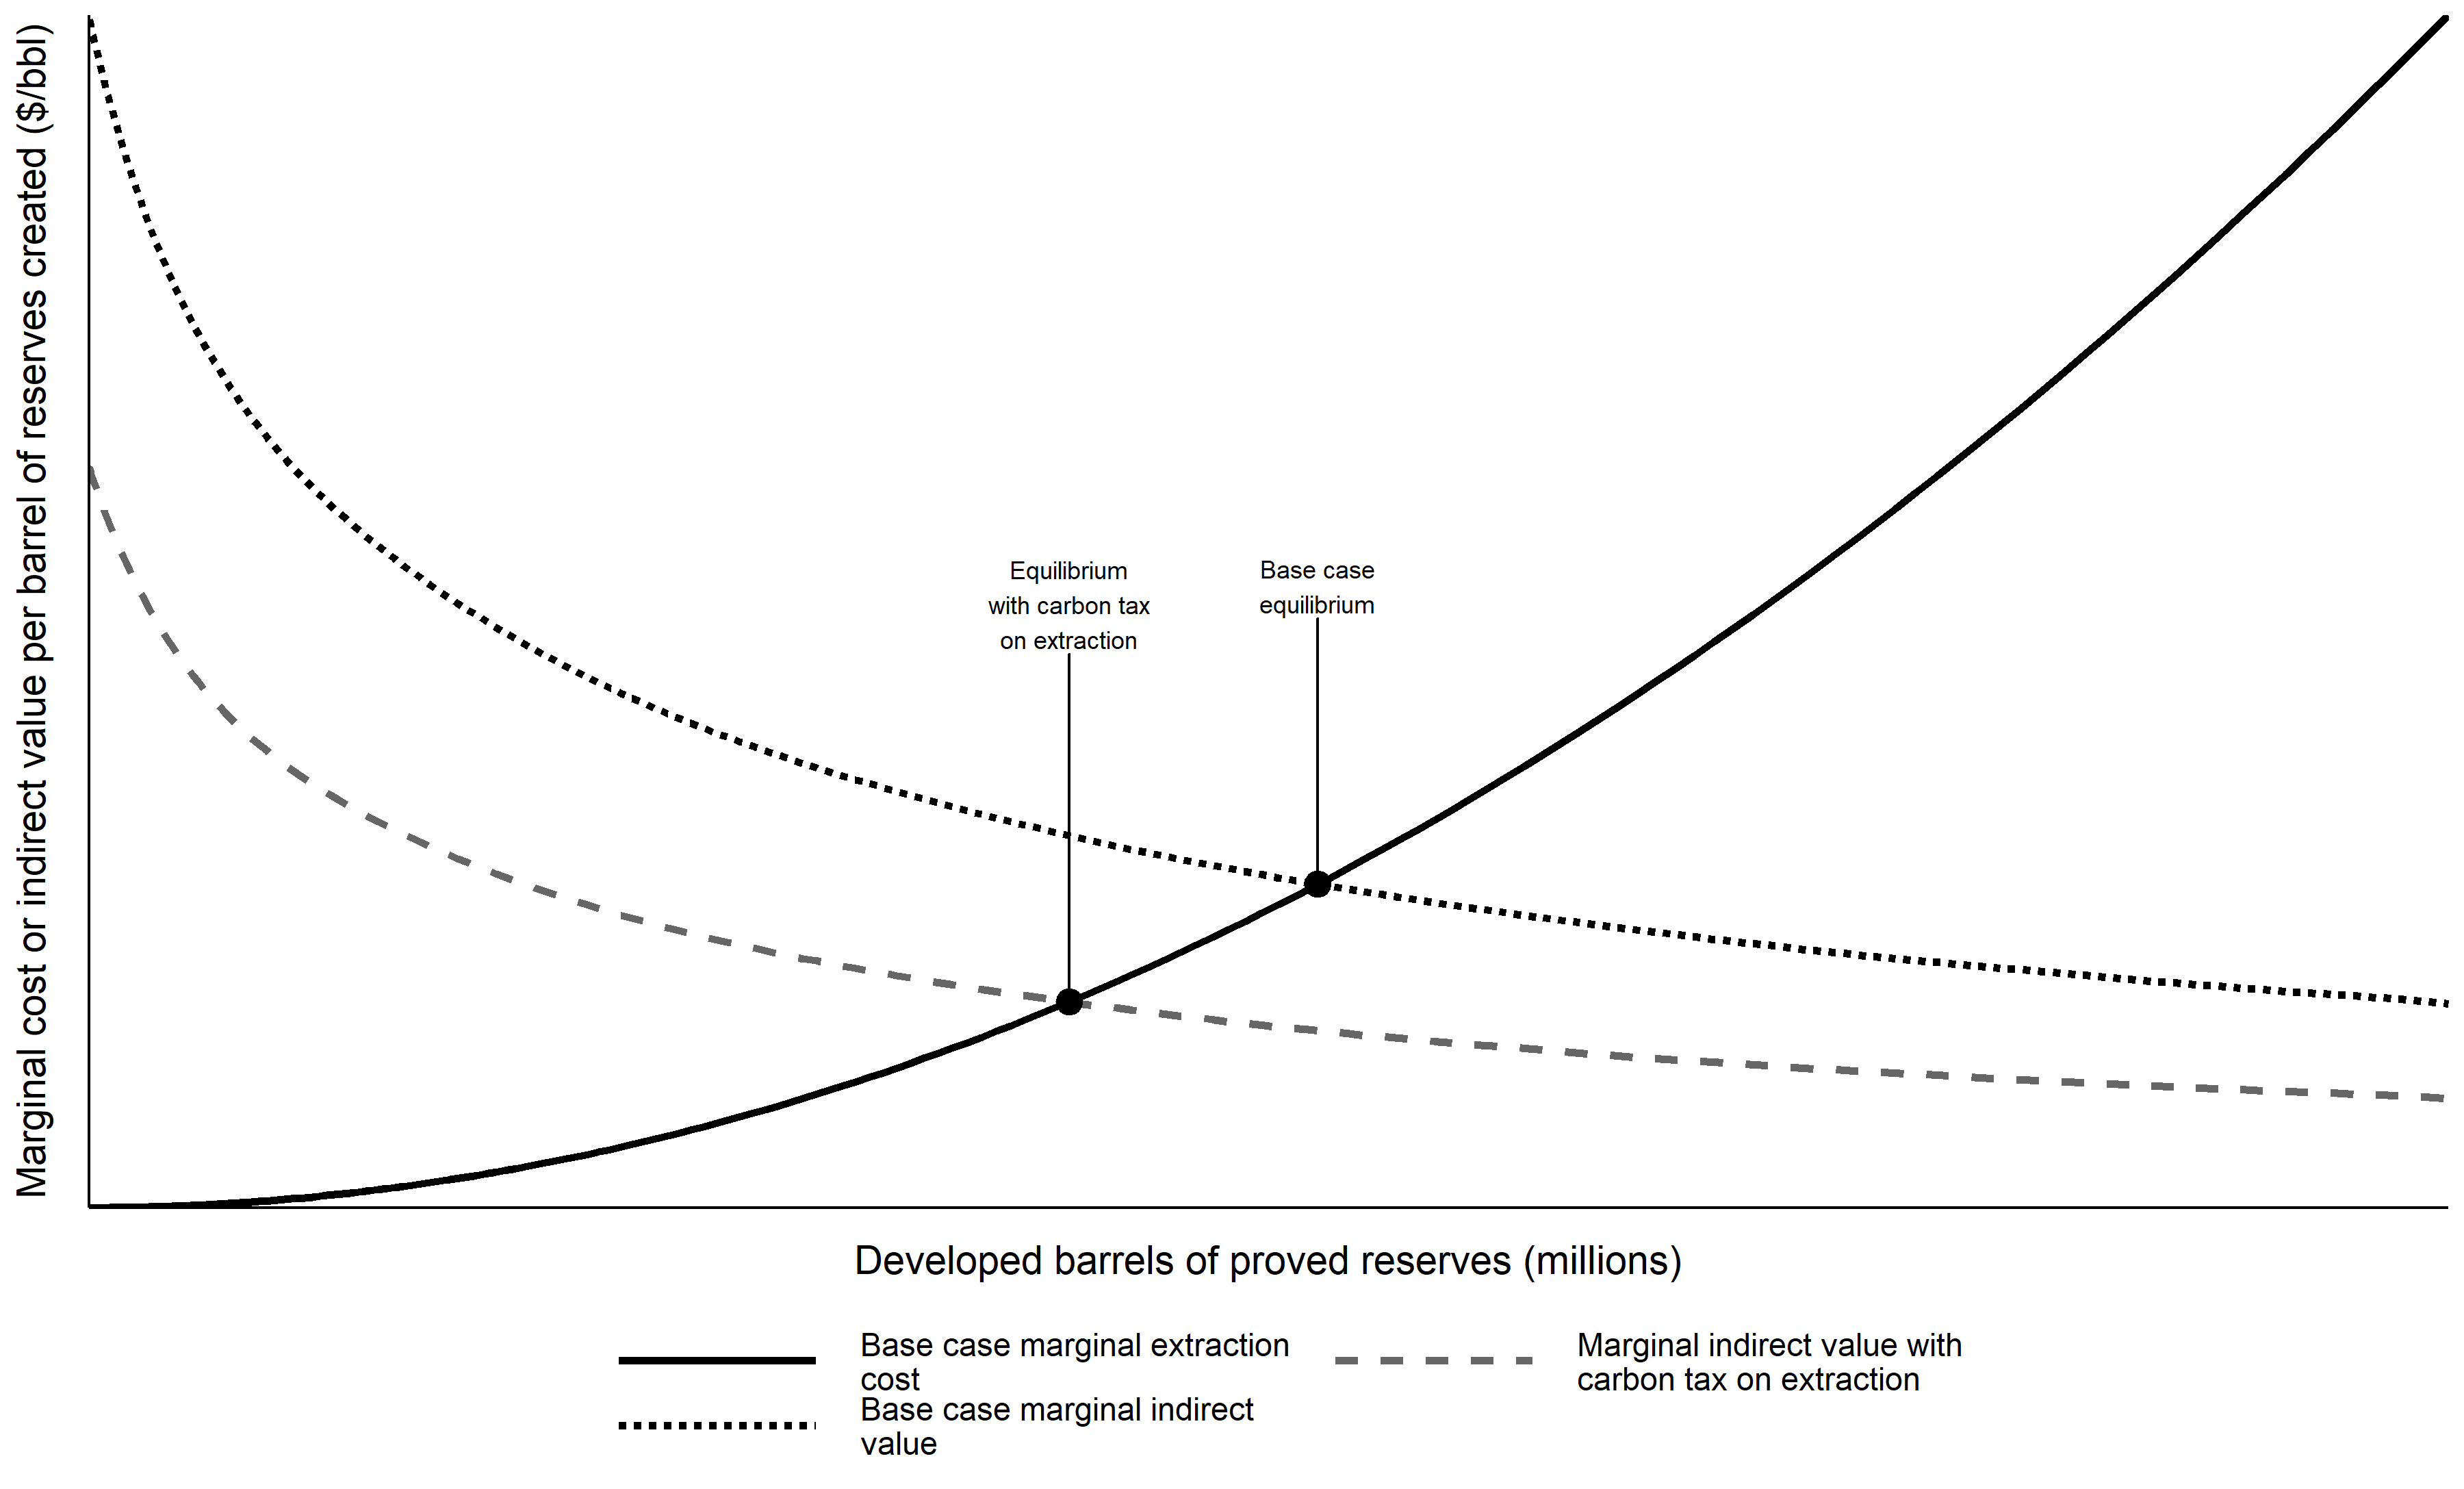 Marginal cost or indirect value per barrel of reserves created ($/bbl)
Equilibrium
with carbon tax
on extraction
Base case
equilibrium
Developed barrels of proved reserves (millions)
Base case marginal extraction
cost
Base case marginal indirect
value
Marginal indirect value with
carbon tax on extraction